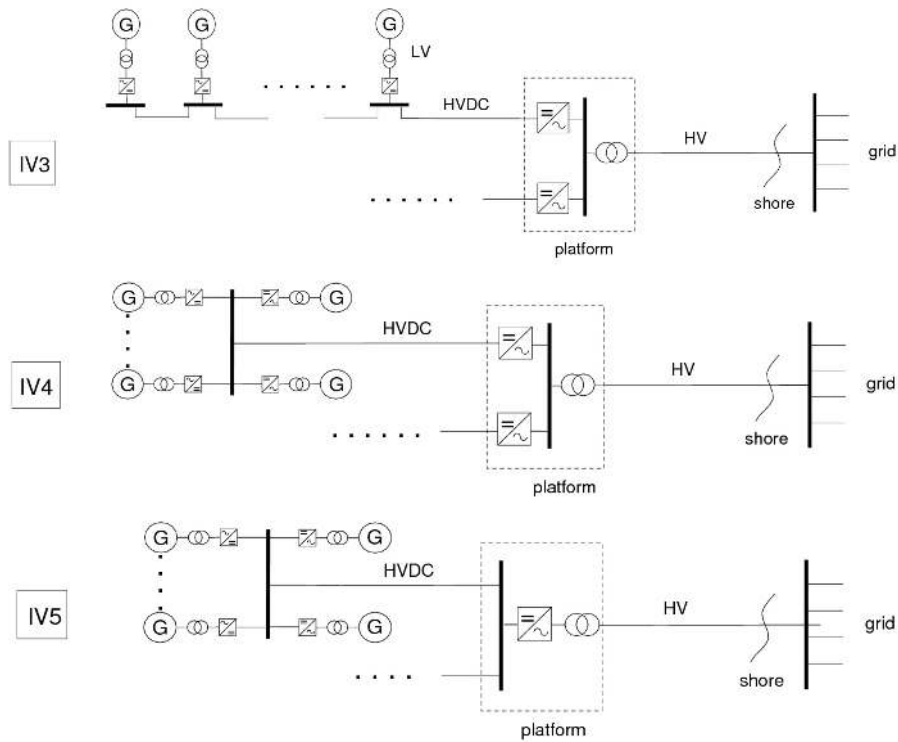 G G G
LV
HVDC
IV3
HV
grid
shore
platform
G G
HVDC
IV4
HV
grid
G G
shore
platform
G G
HVDC
IV5
HV
grid
G G
shore
platform